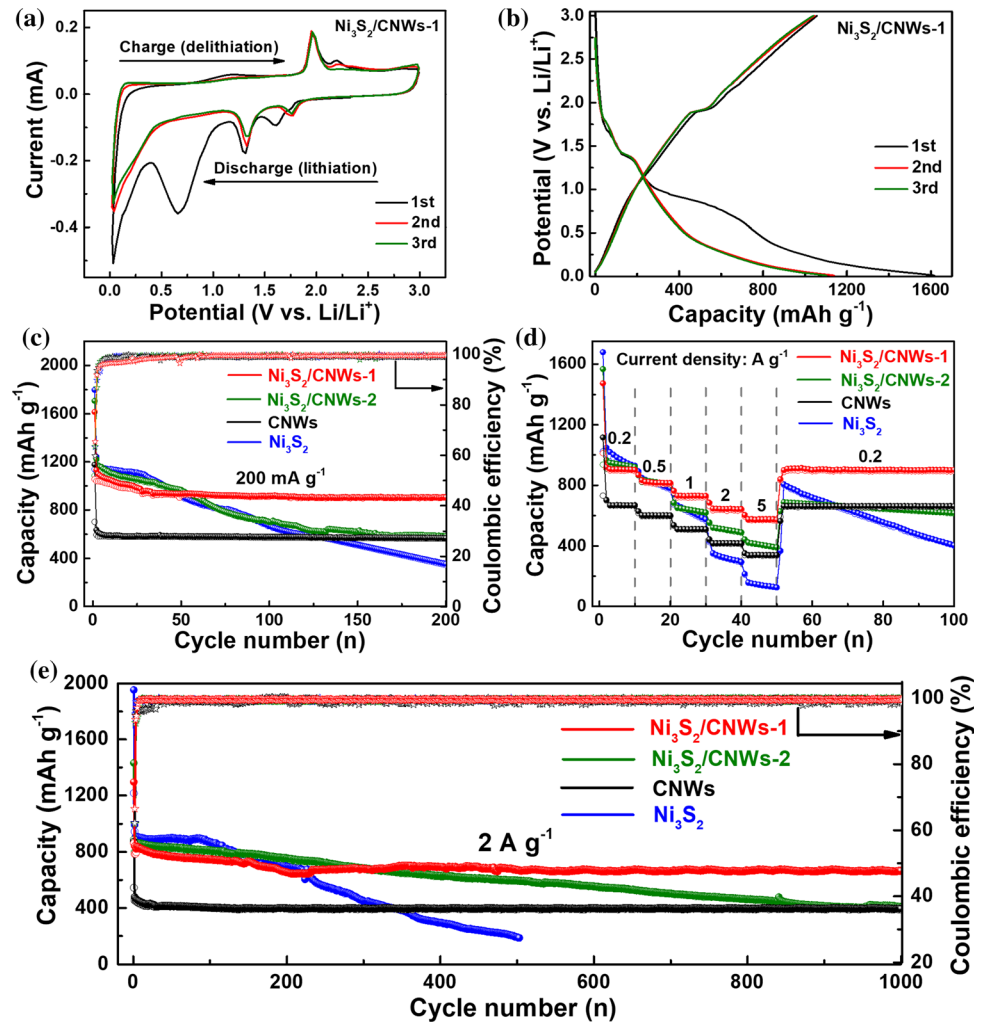 (a)
Ni₃S₂/CNWs-1
Charge (delithiation)
Discharge (lithiation)
1st
2nd
3rd
0.2
0.0
-0.2
-0.4
Current (mA)
0.0 0.5 1.0 1.5 2.0 2.5 3.0
Potential (V vs. Li/Li⁺)
(b)
Ni₃S₂/CNWs-1
1st
2nd
3rd
3.0
2.5
2.0
1.5
1.0
0.5
0.0
Potential (V vs. Li/Li⁺)
0 400 800 1200 1600
Capacity (mAh g⁻¹)
(c)
Ni₃S₂/CNWs-1
Ni₃S₂/CNWs-2
CNWs
Ni₃S₂
200 mA g⁻¹
2000
1600
1200
800
400
0
Capacity (mAh g⁻¹)
100
80
60
40
20
0
Coulombic efficiency (%)
0 25 50 75 100 125 150 175 200
Cycle number (n)
(d)
Current density: A g⁻¹
Ni₃S₂/CNWs-1
Ni₃S₂/CNWs-2
CNWs
Ni₃S₂
0.2 0.5 1 2 5 0.2
1600
1200
800
400
0
Capacity (mAh g⁻¹)
0 20 40 60 80 100
Cycle number (n)
(e)
Ni₃S₂/CNWs-1
Ni₃S₂/CNWs-2
CNWs
Ni₃S₂
2 A g⁻¹
2000
1600
1200
800
400
0
Capacity (mAh g⁻¹)
100
80
60
40
20
Coulombic efficiency (%)
0 200 400 600 800 1000
Cycle number (n)